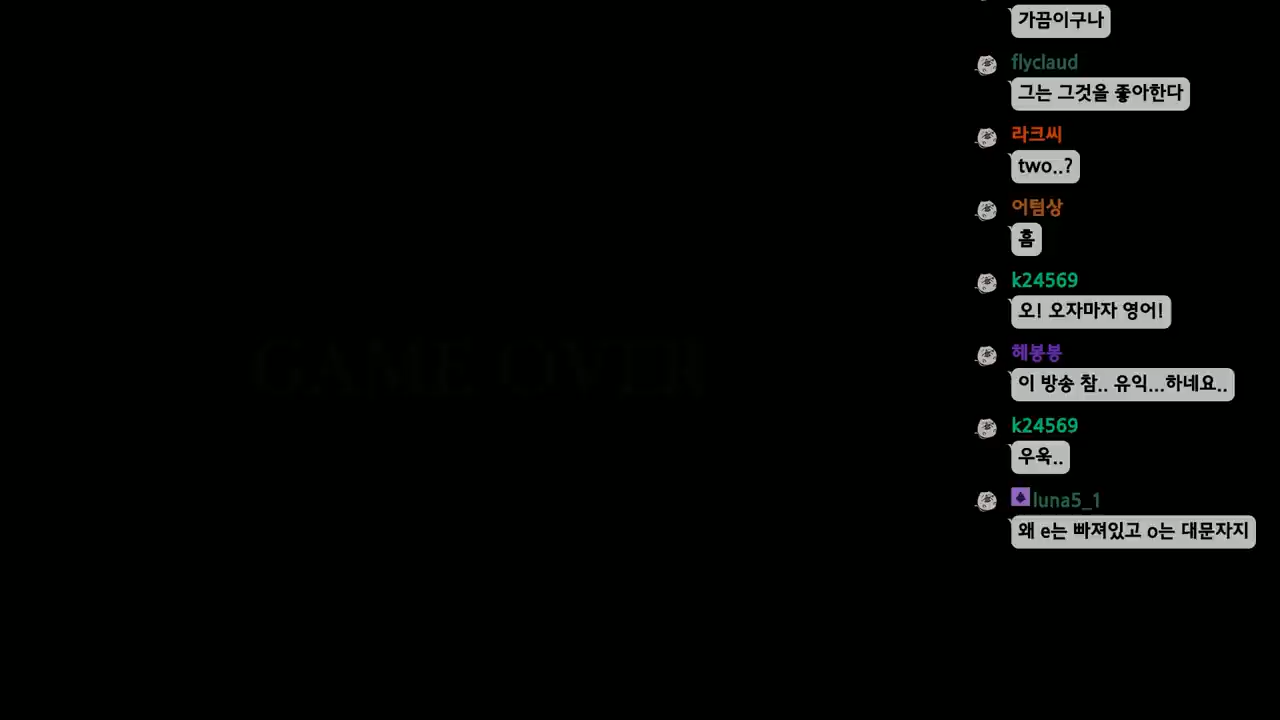 가끔이구나
flyclaud
그는 그것을 좋아한다
라크씨
two..?
어텀상
흠
k24569
오! 오자마자 영어!
헤봉봉
이 방송 참.. 유익...하네요..
k24569
우욱..
luna5_1
왜 e는 빠져있고 o는 대문자지
GAME OVER